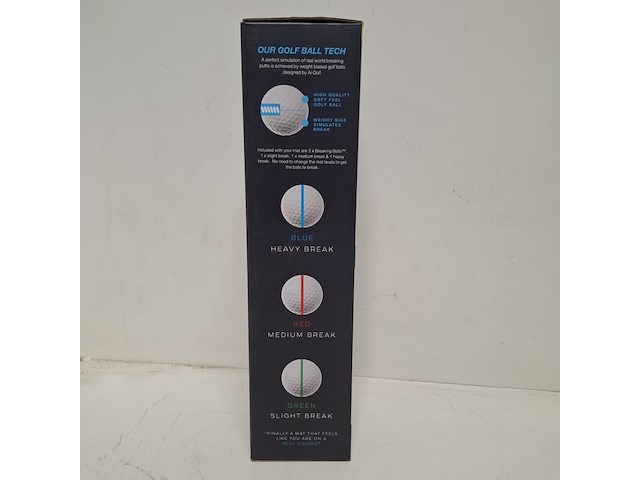 OUR GOLF BALL TECH
A perfect simulation of real world breaking
putts is achieved by weight biased golf balls
designed by Ai Golf.
HIGH QUALITY
SOFT FEEL
GOLF BALL
WEIGHT BIAS
SIMULATES
BREAK
Included with your mat are 3 x Breaking Balls™.
1 x slight break, 1 x medium break & 1 heavy
break. No need to change the mat levels to get
the balls to break.
BLUE
HEAVY BREAK
RED
MEDIUM BREAK
GREEN
SLIGHT BREAK
"FINALLY A MAT THAT FEELS
LIKE YOU ARE ON A
REAL COURSE"